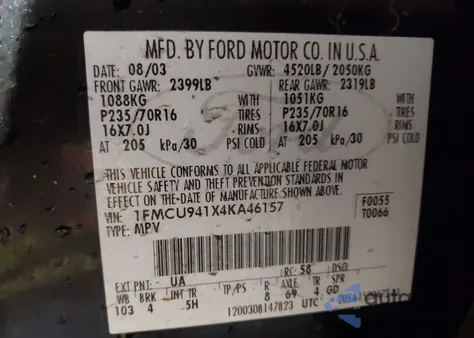 MFD. BY FORD MOTOR CO. IN U.S.A.
DATE: 08/03 GVWR: 4520LB/ 2050KG
FRONT GAWR: 2399LB REAR GAWR: 2319LB
1088KG WITH 1051KG WITH
P235/70R16 TIRES P235/70R16 TIRES
16X7.0J RIMS 16X7.0J RIMS
AT 205 kPa/30 PSI COLD AT 205 kPa/30 PSI COLD
THIS VEHICLE CONFORMS TO ALL APPLICABLE FEDERAL MOTOR
VEHICLE SAFETY AND THEFT PREVENTION STANDARDS IN
EFFECT ON THE DATE OF MANUFACTURE SHOWN ABOVE.
VIN: 1FMCU941X4KA46157 F0055
TYPE: MPV T0066
EXT PNT: UA RC: 58 DSO:
WB BRK INT TR TP/PS R AXLE TR SPR
103 4 5H 8 69 4 GD
1200308147823 UTC